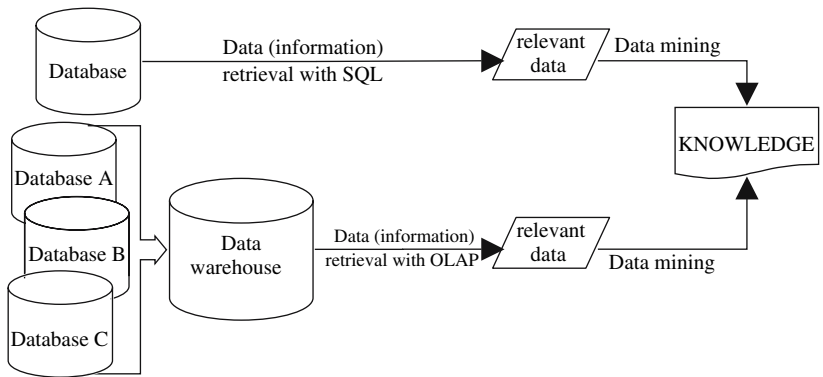 Database
Data (information)
retrieval with SQL
relevant
data
Data mining
KNOWLEDGE
Database A
Database B
Database C
Data
warehouse
Data (information)
retrieval with OLAP
relevant
data
Data mining